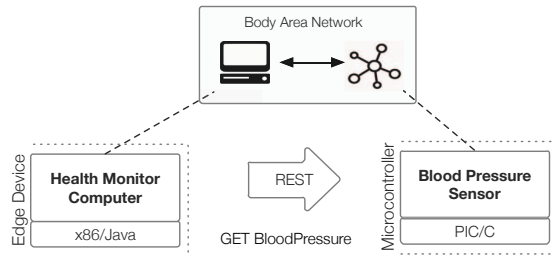 Body Area Network
Edge Device
Health Monitor
Computer
x86/Java
REST
GET BloodPressure
Microcontroller
Blood Pressure
Sensor
PIC/C